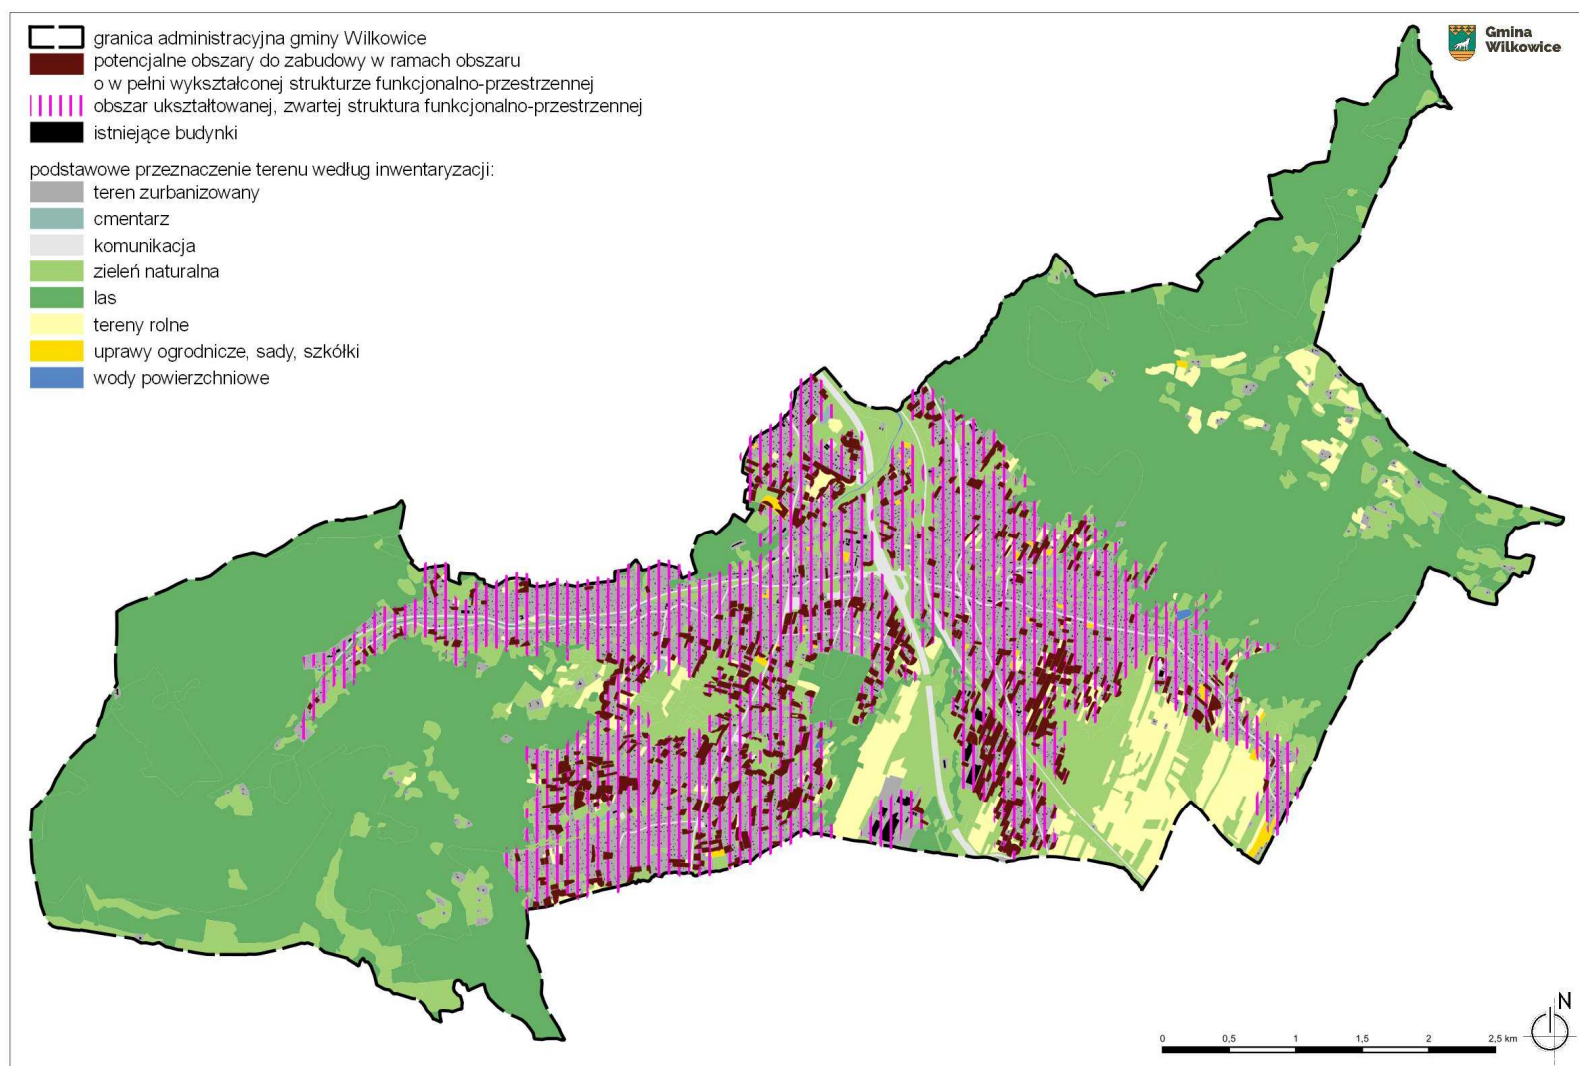 granica administracyjna gminy Wilkowice
potencjalne obszary do zabudowy w ramach obszaru
o w pełni wykształconej strukturze funkcjonalno-przestrzennej
obszar ukształtowanej, zwartej struktura funkcjonalno-przestrzennej
istniejące budynki
podstawowe przeznaczenie terenu według inwentaryzacji:
teren zurbanizowany
cmentarz
komunikacja
zieleń naturalna
las
tereny rolne
uprawy ogrodnicze, sady, szkółki
wody powierzchniowe
Gmina
Wilkowice
N
0 0,5 1 1,5 2 2,5 km